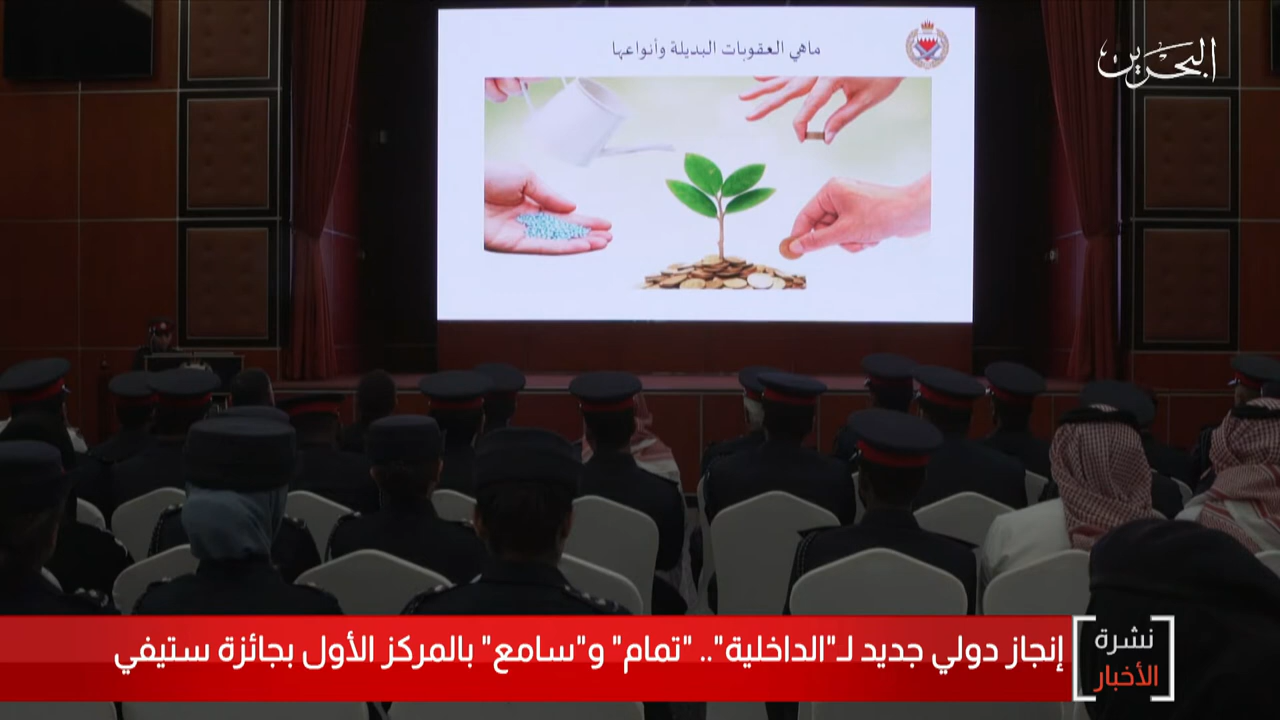 ماهي العقوبات البديلة وأنواعها
البحرين
نشرة
الأخبار
إنجاز دولي جديد لـ"الداخلية".. "تمام" و"سامع" بالمركز الأول بجائزة ستيفي